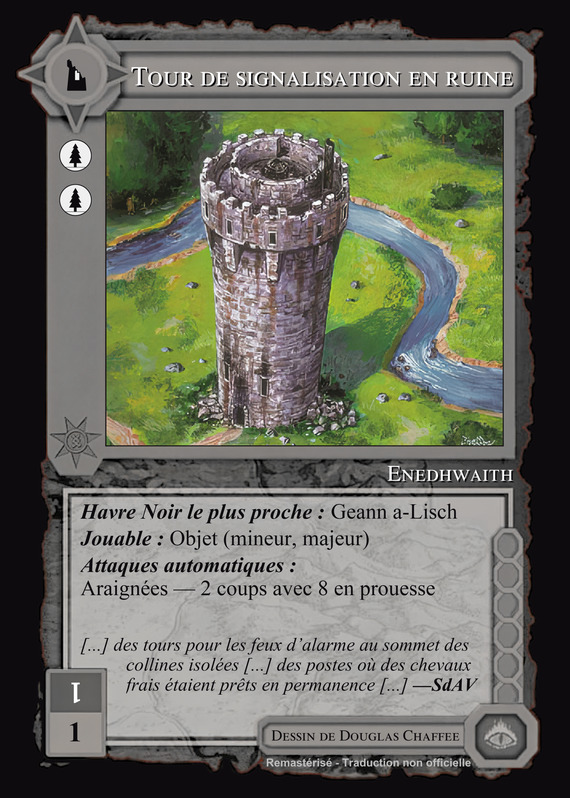 Tour de signalisation en ruine
Enedhwaith
Havre Noir le plus proche : Geann a-Lisch
Jouable : Objet (mineur, majeur)
Attaques automatiques :
Araignées — 2 coups avec 8 en prouesse
[...] des tours pour les feux d'alarme au sommet des
collines isolées [...] des postes où des chevaux
frais étaient prêts en permanence [...] —SdAV
1
1
Dessin de Douglas Chaffee
Remastérisé - Traduction non officielle